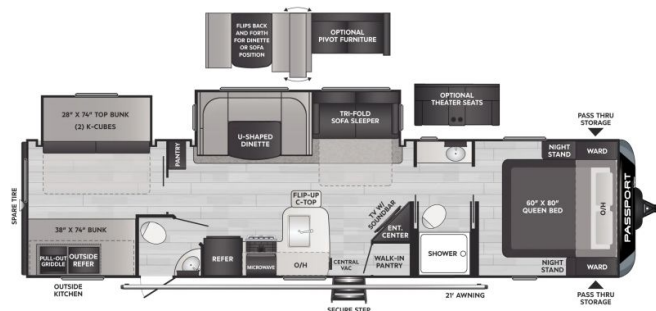 FLIPS BACK
AND FORTH
FOR DINETTE
OR SOFA
POSITION
OPTIONAL
PIVOT FURNITURE
28" X 74" TOP BUNK
(2) K-CUBES
PANTRY
U-SHAPED
DINETTE
TRI-FOLD
SOFA SLEEPER
OPTIONAL
THEATER SEATS
PASS THRU
STORAGE
NIGHT
STAND
WARD
SPARE TIRE
38" X 74" BUNK
PULL-OUT
GRIDDLE
OUTSIDE
REFER
OUTSIDE
KITCHEN
REFER
MICROWAVE
FLIP-UP
C-TOP
O/H
CENTRAL
VAC
TV W/
SOUNDBAR
ENT.
CENTER
WALK-IN
PANTRY
SHOWER
60" X 80"
QUEEN BED
O/H
PASSPORT
NIGHT
STAND
WARD
PASS THRU
STORAGE
21' AWNING
SECURE STEP